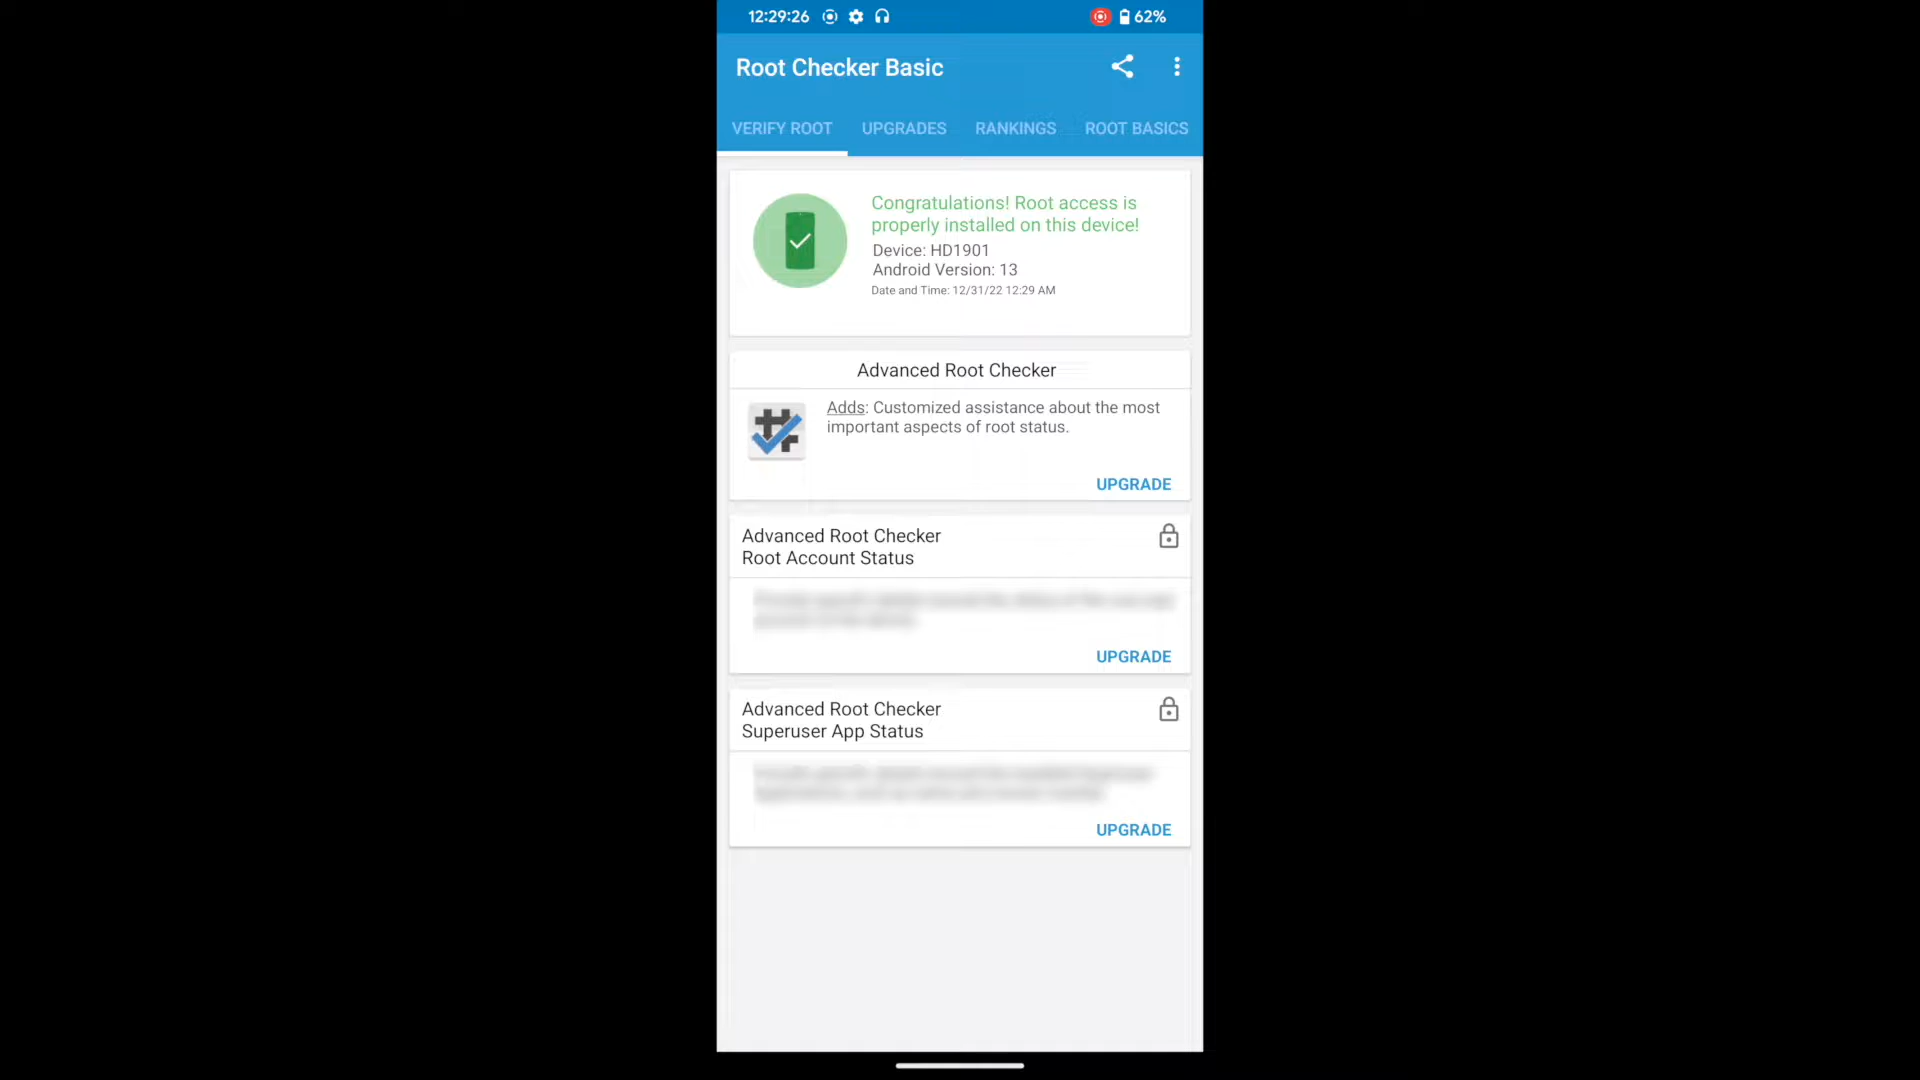 12:29:26 62%
Root Checker Basic
VERIFY ROOT UPGRADES RANKINGS ROOT BASICS
Congratulations! Root access is
properly installed on this device!
Device: HD1901
Android Version: 13
Date and Time: 12/31/22 12:29 AM
Advanced Root Checker
Adds: Customized assistance about the most
important aspects of root status.
UPGRADE
Advanced Root Checker
Root Account Status
UPGRADE
Advanced Root Checker
Superuser App Status
UPGRADE